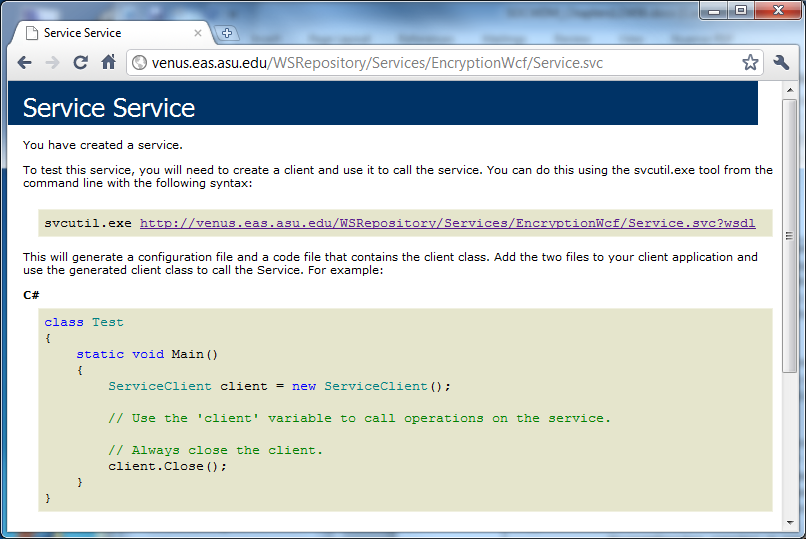 Service Service
venus.eas.asu.edu/WSRepository/Services/EncryptionWcf/Service.svc
Service Service
You have created a service.
To test this service, you will need to create a client and use it to call the service. You can do this using the svcutil.exe tool from the
command line with the following syntax:
svcutil.exe http://venus.eas.asu.edu/WSRepository/Services/EncryptionWcf/Service.svc?wsdl
This will generate a configuration file and a code file that contains the client class. Add the two files to your client application and
use the generated client class to call the Service. For example:
C#
class Test
{
static void Main()
{
ServiceClient client = new ServiceClient();
// Use the 'client' variable to call operations on the service.
// Always close the client.
client.Close();
}
}